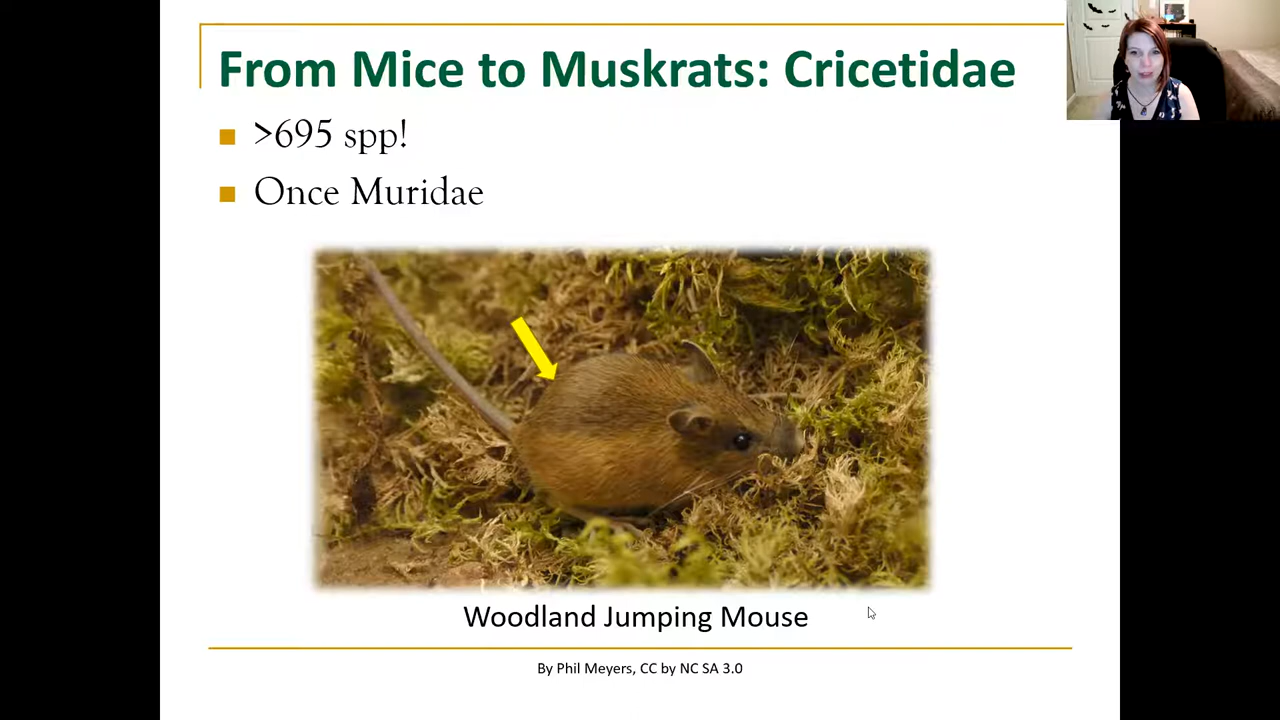 From Mice to Muskrats: Cricetidae
>695 spp!
Once Muridae
Woodland Jumping Mouse
By Phil Meyers, CC by NC SA 3.0